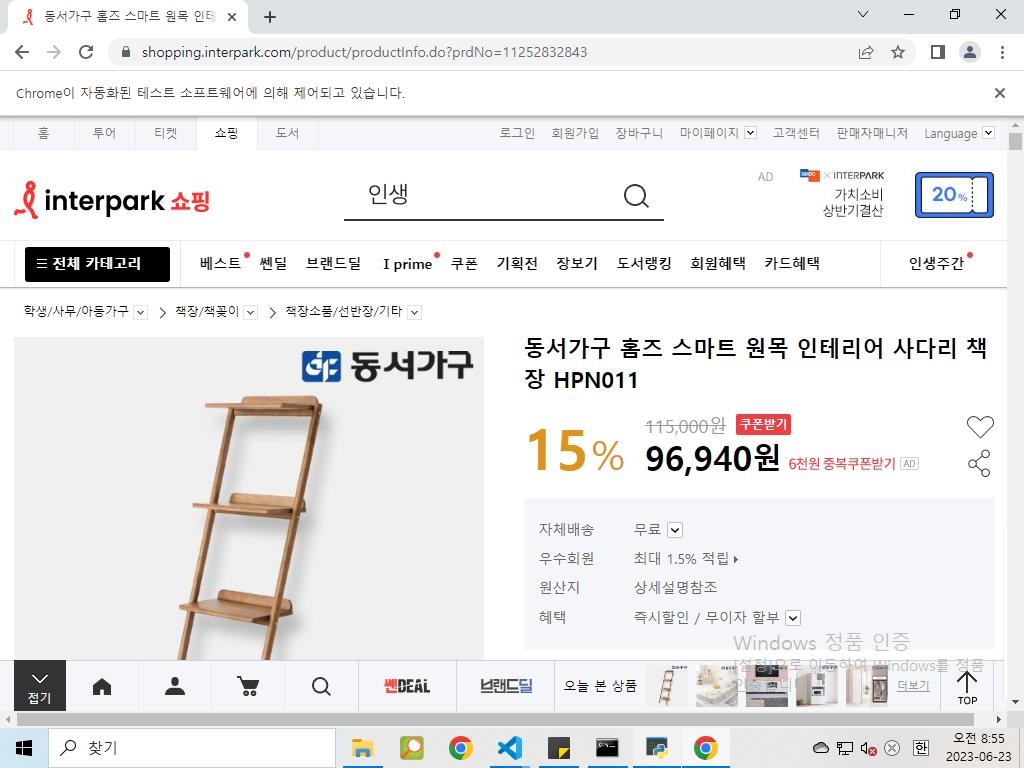 동서가구 홈즈 스마트 원목 인테
shopping.interpark.com/product/productInfo.do?prdNo=11252832843
Chrome이 자동화된 테스트 소프트웨어에 의해 제어되고 있습니다.
홈 투어 티켓 쇼핑 도서 로그인 회원가입 장바구니 마이페이지 고객센터 판매자매니저 Language
interpark 쇼핑 인생
AD
× INTERPARK
가치소비
상반기결산
20%
전체 카테고리 베스트 쎈딜 브랜드딜 I prime 쿠폰 기획전 장보기 도서랭킹 회원혜택 카드혜택 인생주간
학생/사무/아동가구 책장/책꽂이 책장소품/선반장/기타
동서가구
동서가구 홈즈 스마트 원목 인테리어 사다리 책
장 HPN011
15%
115,000원 쿠폰받기
96,940원 6천원 중복쿠폰받기 AD
자체배송 무료
우수회원 최대 1.5% 적립
원산지 상세설명참조
혜택 즉시할인 / 무이자 할부
Windows 정품 인증
[설정]으로 이동하여 Windows를 정품
접기
쎈DEAL 브랜드딜 오늘 본 상품 더보기
TOP
찾기
한
오전 8:55
2023-06-23